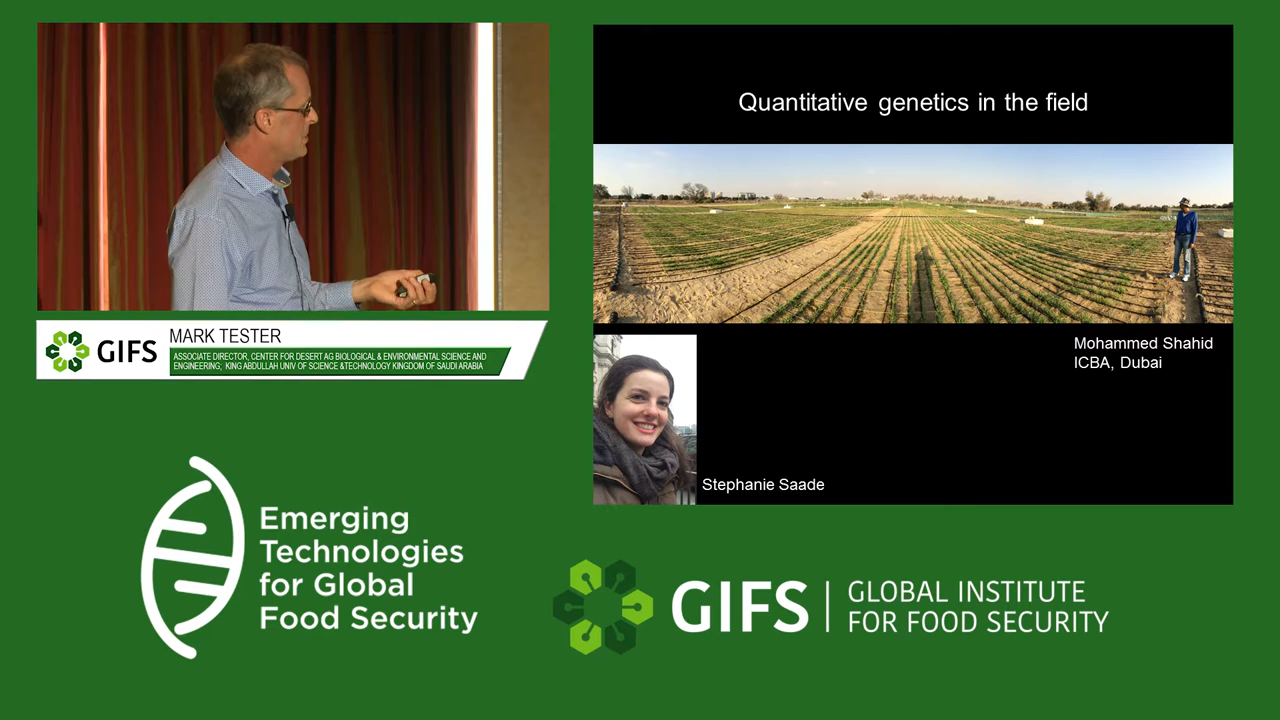 Quantitative genetics in the field
Mohammed Shahid
ICBA, Dubai
Stephanie Saade
GIFS
MARK TESTER
ASSOCIATE DIRECTOR, CENTER FOR DESERT AG BIOLOGICAL & ENVIRONMENTAL SCIENCE AND
ENGINEERING; KING ABDULLAH UNIV OF SCIENCE &TECHNOLOGY KINGDOM OF SAUDI ARABIA
Emerging
Technologies
for Global
Food Security
GIFS
GLOBAL INSTITUTE
FOR FOOD SECURITY